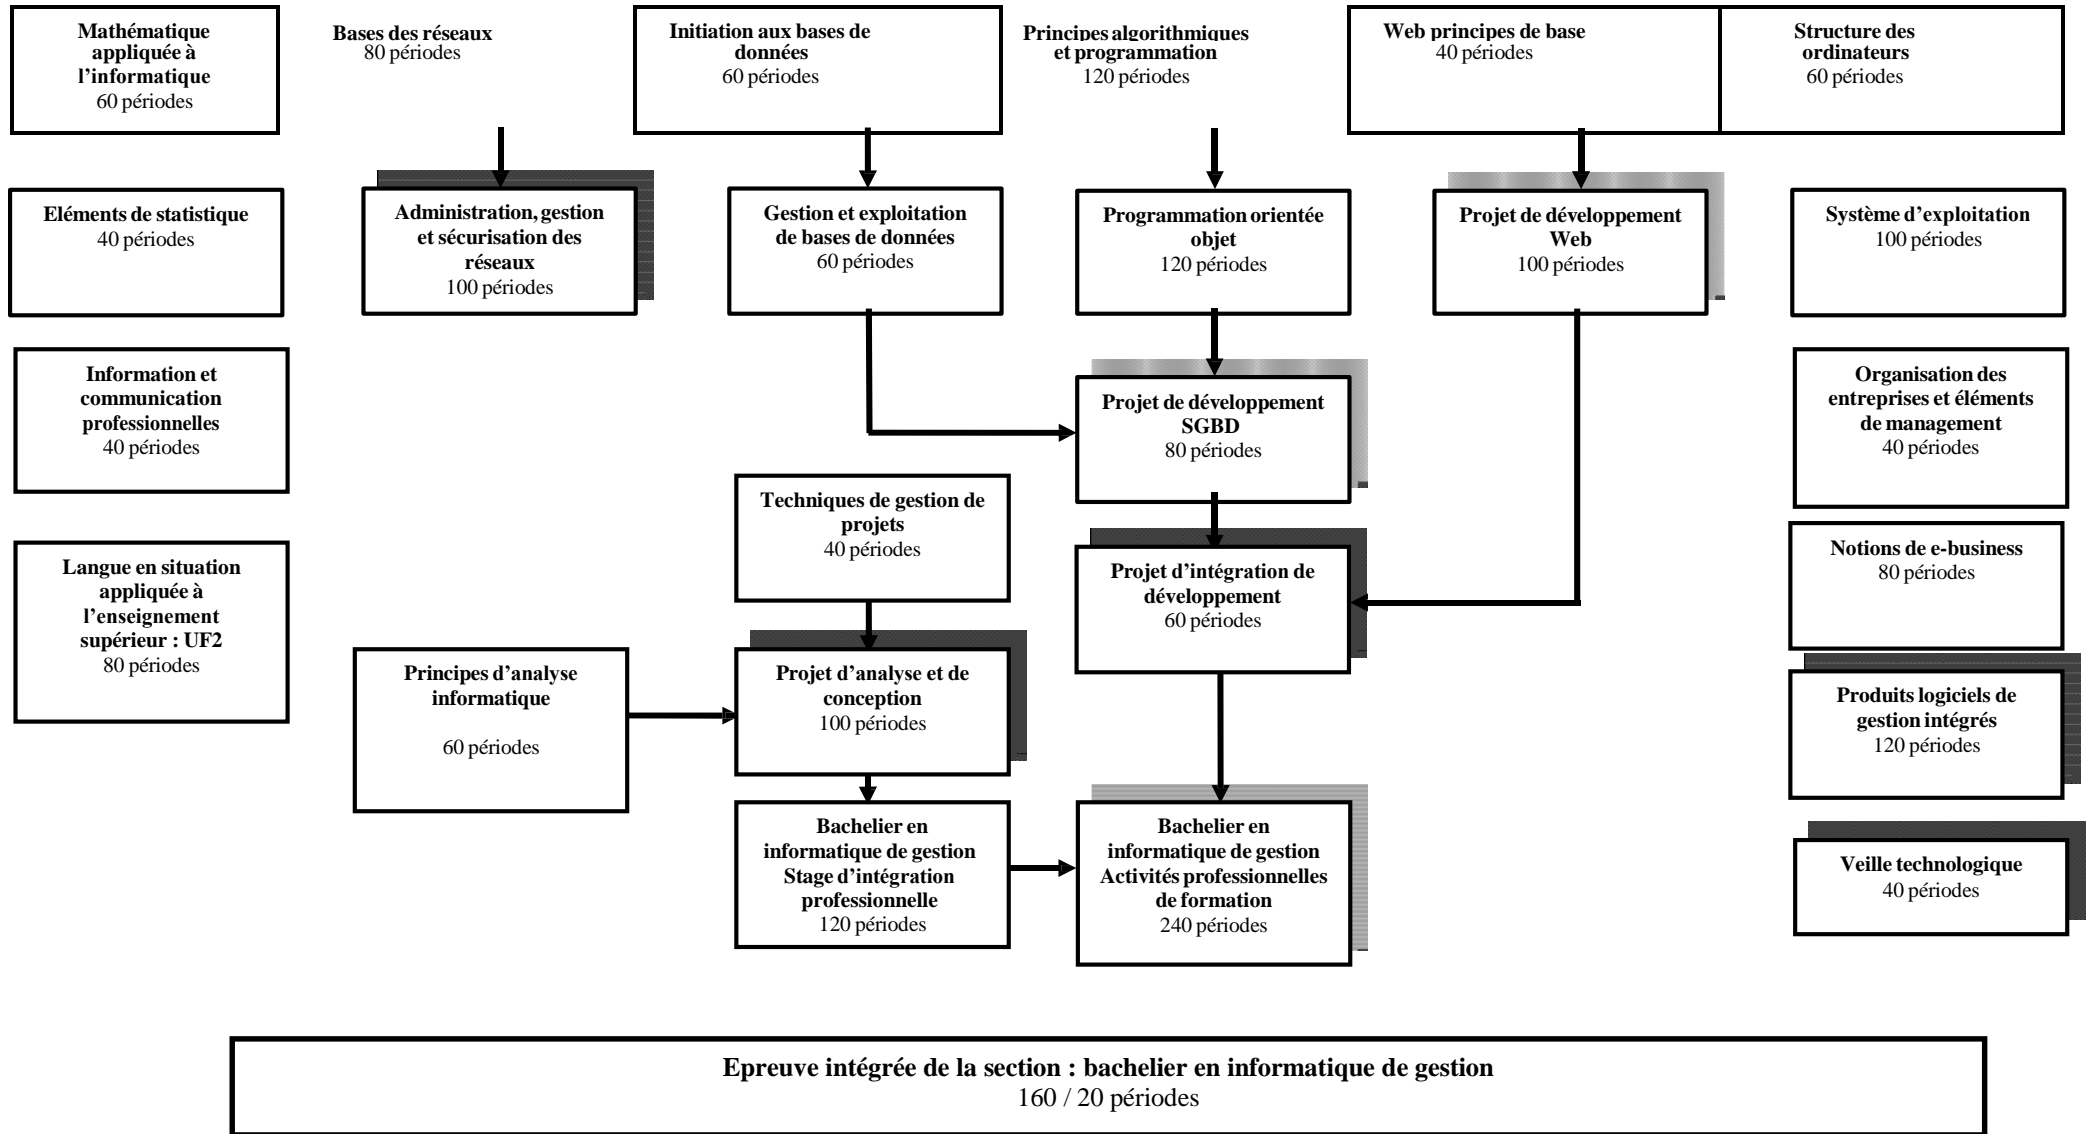 Mathématique
appliquée à
l'informatique
60 périodes
Bases des réseaux
80 périodes
Initiation aux bases de
données
60 périodes
Principes algorithmiques
et programmation
120 périodes
Web principes de base
40 périodes
Structure des
ordinateurs
60 périodes
Eléments de statistique
40 périodes
Administration, gestion
et sécurisation des
réseaux
100 périodes
Gestion et exploitation
de bases de données
60 périodes
Programmation orientée
objet
120 périodes
Projet de développement
Web
100 périodes
Système d'exploitation
100 périodes
Information et
communication
professionnelles
40 périodes
Projet de développement
SGBD
80 périodes
Organisation des
entreprises et éléments
de management
40 périodes
Techniques de gestion de
projets
40 périodes
Langue en situation
appliquée à
l'enseignement
supérieur : UF2
80 périodes
Projet d'intégration de
développement
60 périodes
Notions de e-business
80 périodes
Principes d'analyse
informatique
60 périodes
Projet d'analyse et de
conception
100 périodes
Produits logiciels de
gestion intégrés
120 périodes
Bachelier en
informatique de gestion
Stage d'intégration
professionnelle
120 périodes
Bachelier en
informatique de gestion
Activités professionnelles
de formation
240 périodes
Veille technologique
40 périodes
Epreuve intégrée de la section : bachelier en informatique de gestion
160 / 20 périodes